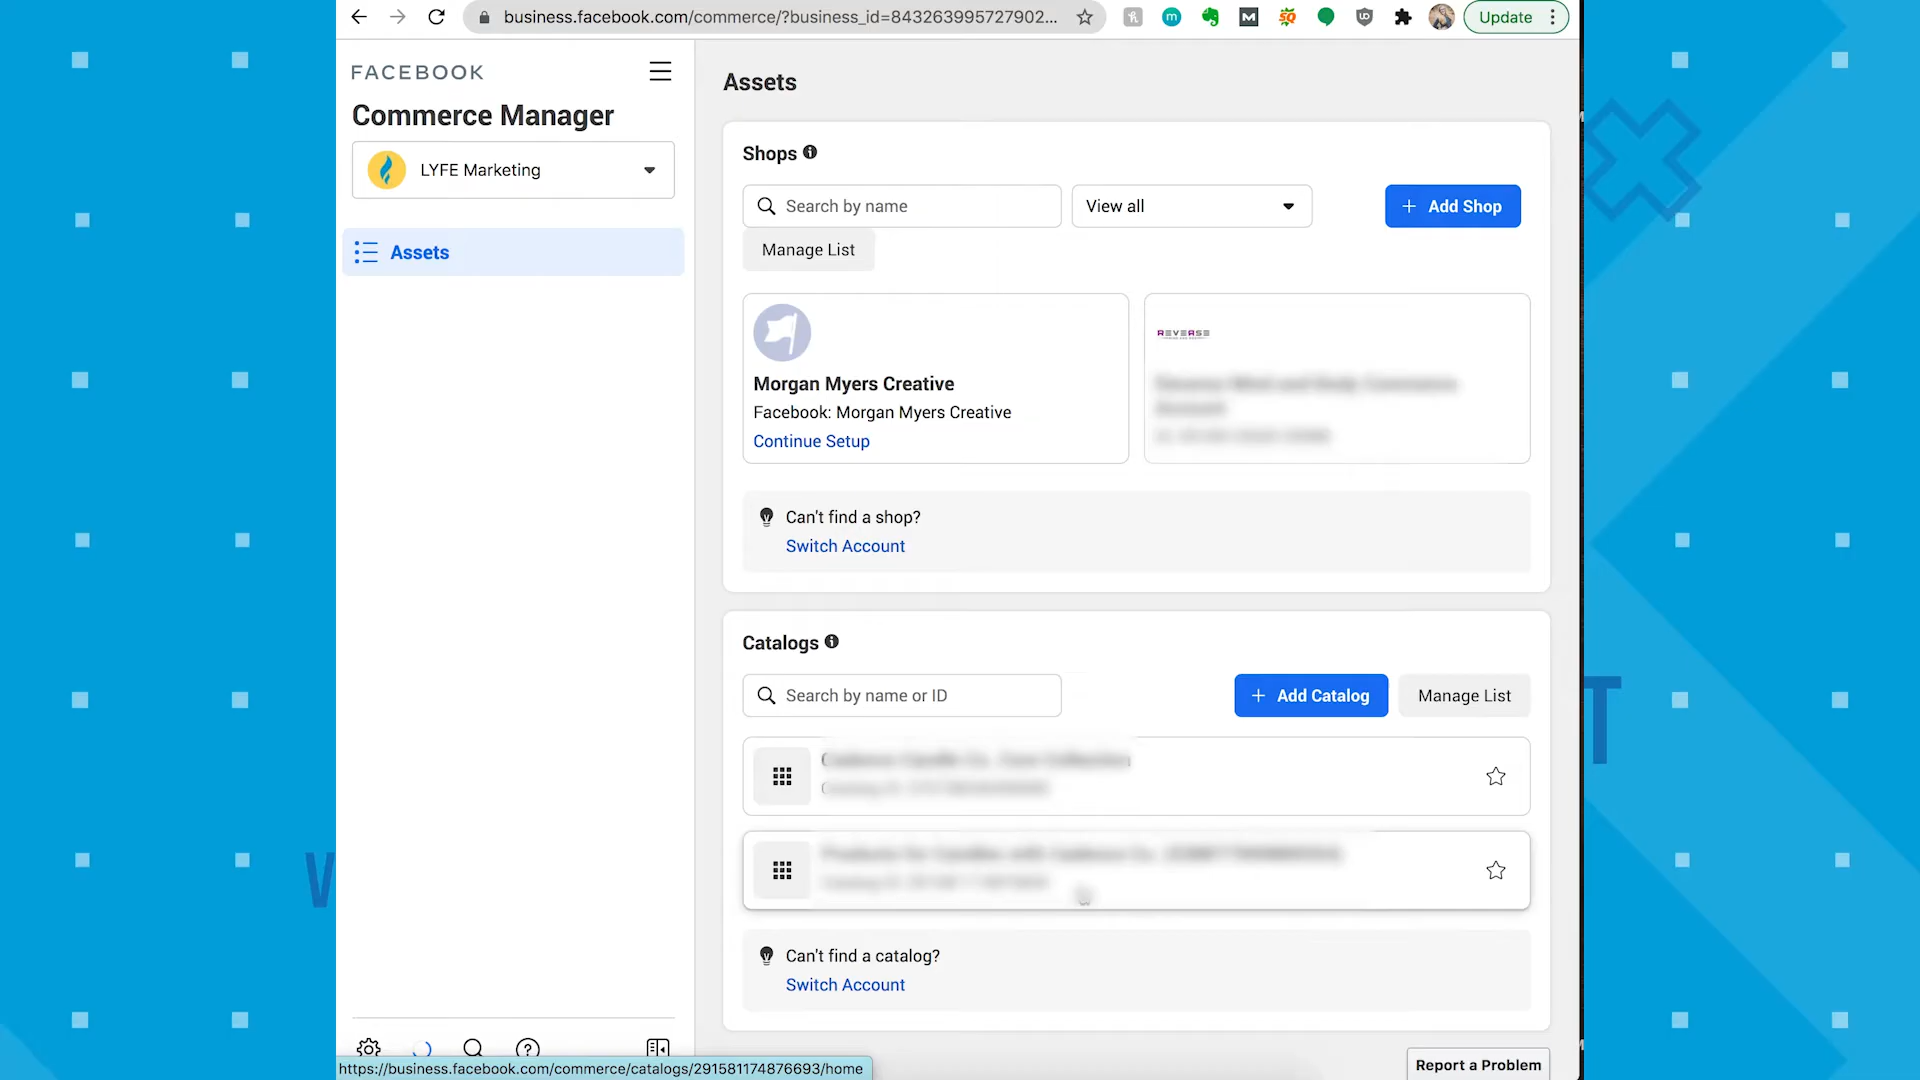 business.facebook.com/commerce/?business_id=843263995727902...
Update
FACEBOOK
Commerce Manager
LYFE Marketing
Assets
Assets
Shops
Search by name
View all
+ Add Shop
Manage List
Morgan Myers Creative
Facebook: Morgan Myers Creative
Continue Setup
REVERSE
Can't find a shop?
Switch Account
Catalogs
Search by name or ID
+ Add Catalog
Manage List
Can't find a catalog?
Switch Account
https://business.facebook.com/commerce/catalogs/291581174876693/home
Report a Problem